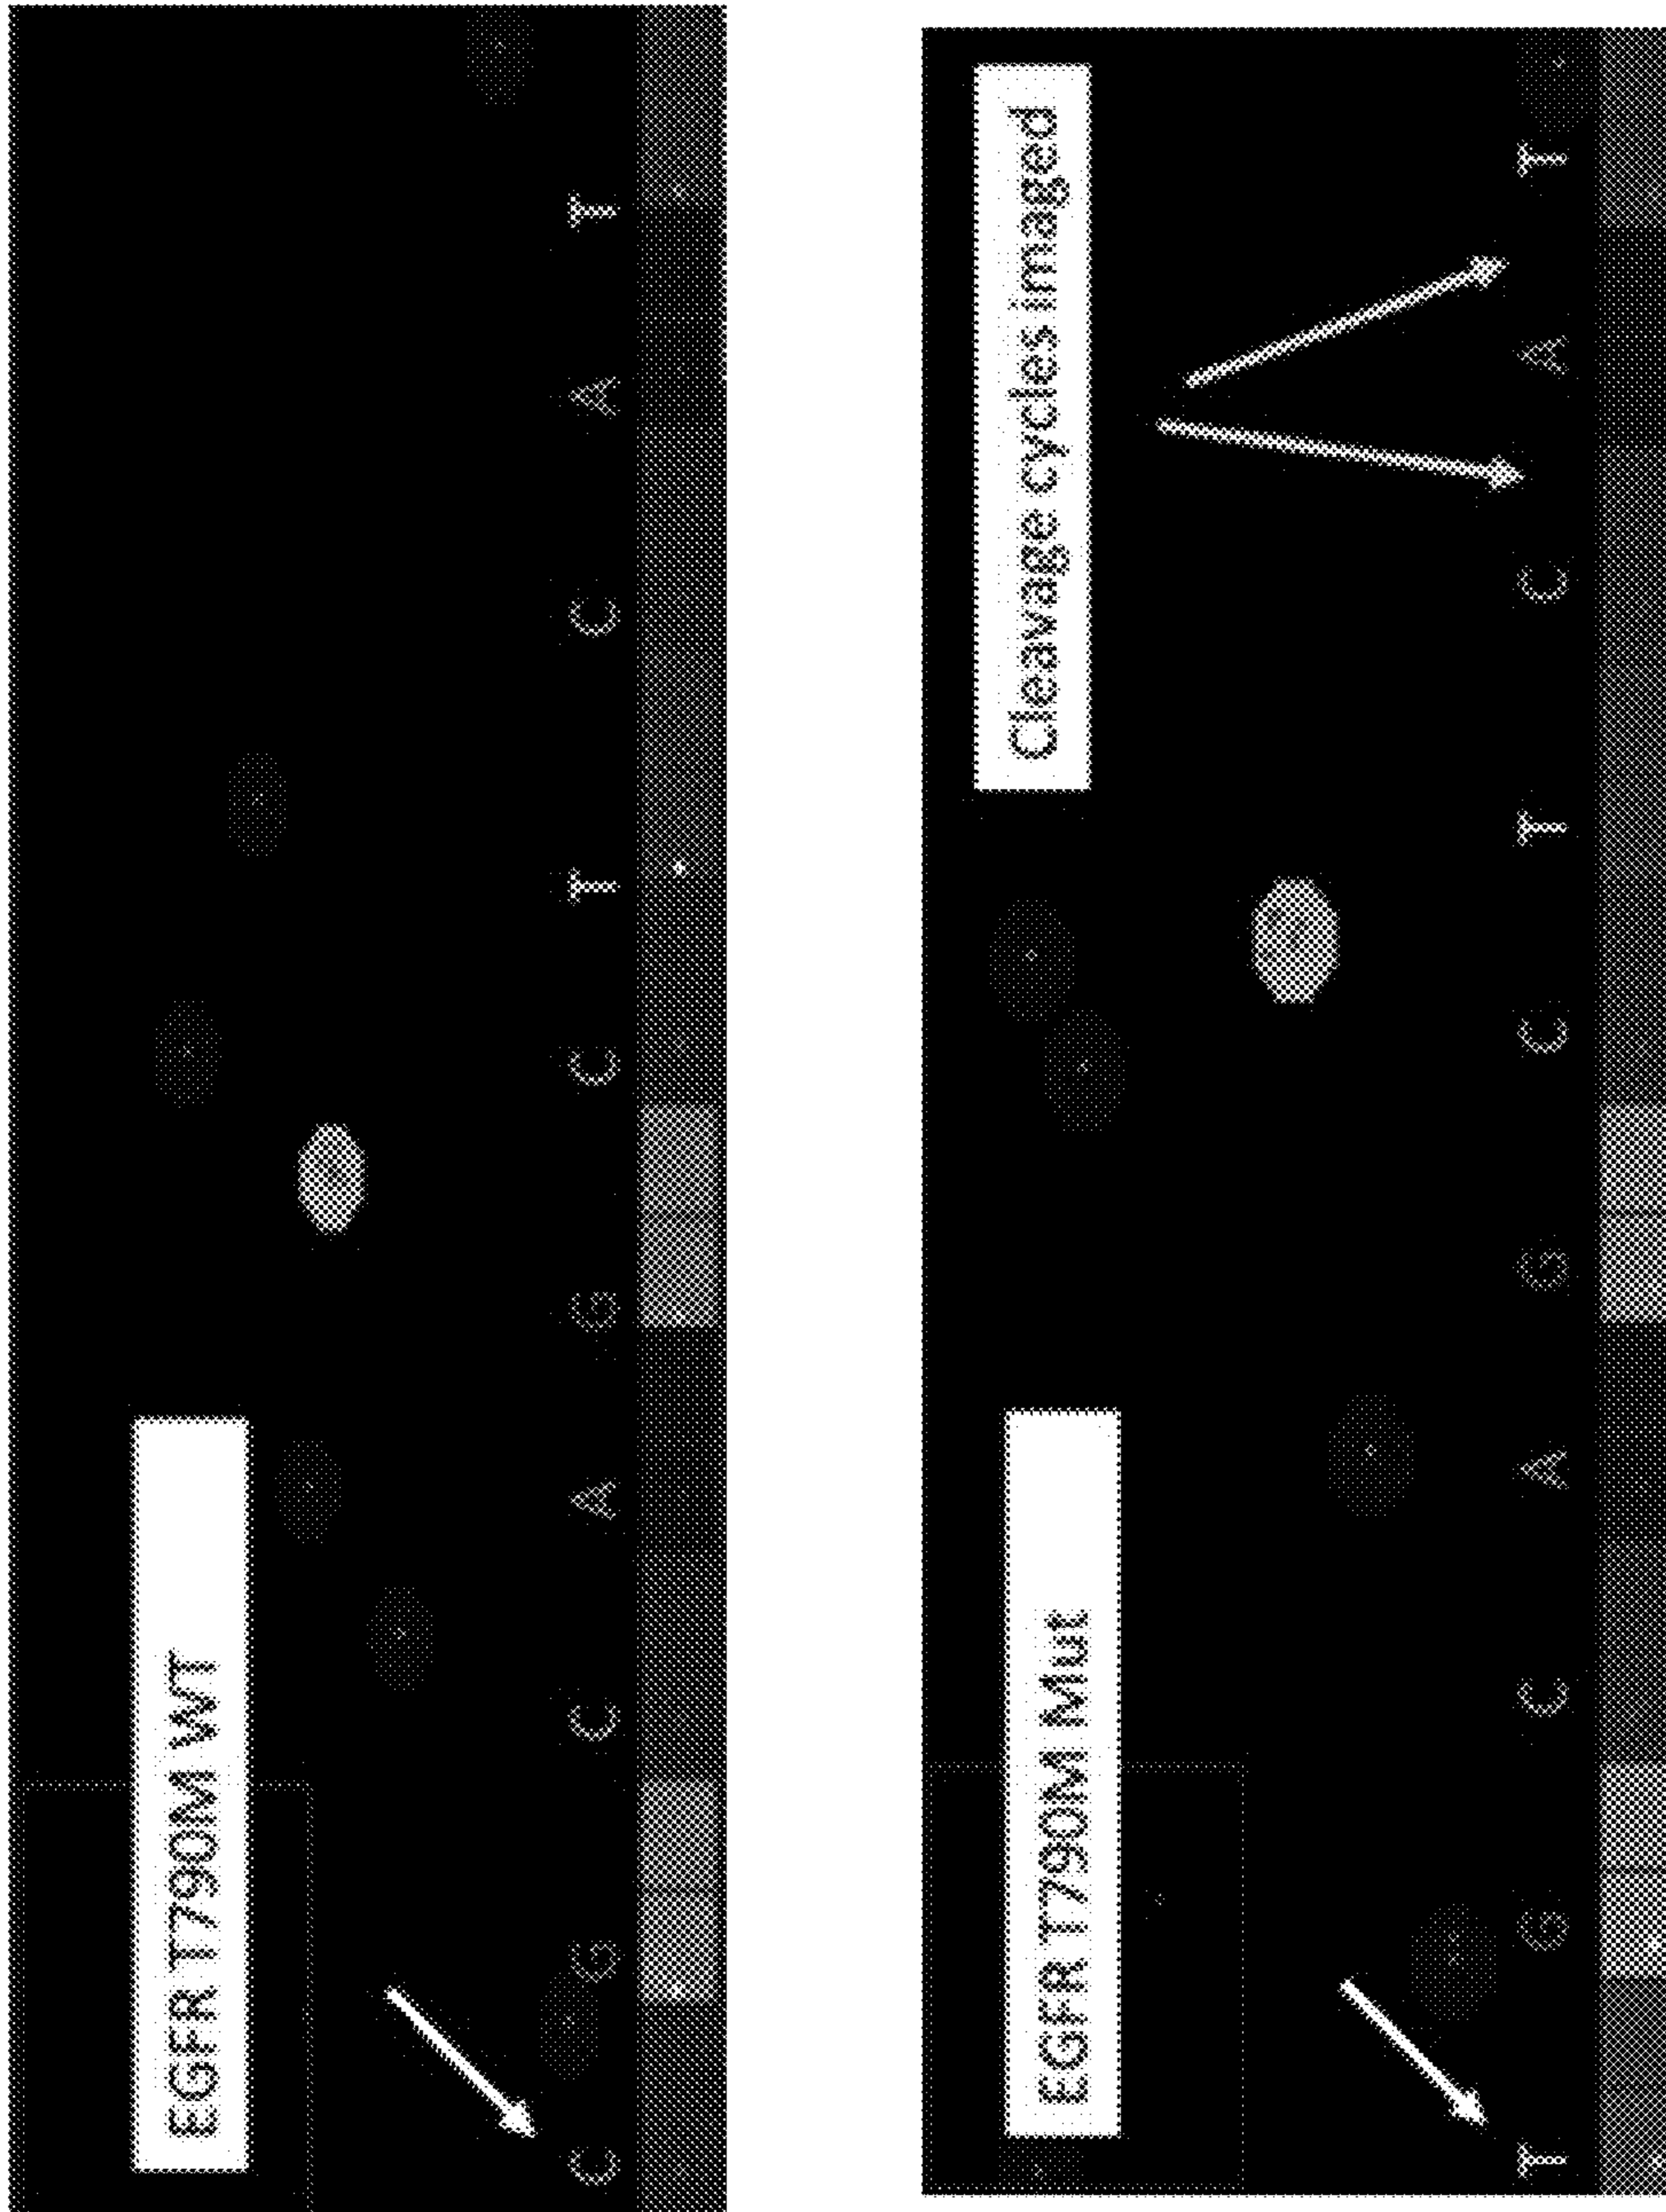 EGFR T790M WT
C G C A G C T C A T
Cleavage cycles imaged
EGFR T790M Mut
T G C A G C T C A T